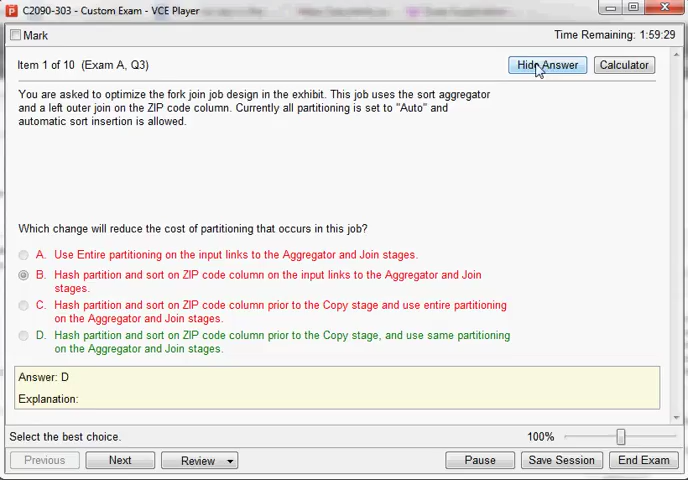 C2090-303 - Custom Exam - VCE Player
Mark
Time Remaining: 1:59:29
Item 1 of 10 (Exam A, Q3)
Hide Answer
Calculator
You are asked to optimize the fork join job design in the exhibit. This job uses the sort aggregator
and a left outer join on the ZIP code column. Currently all partitioning is set to "Auto" and
automatic sort insertion is allowed.
Which change will reduce the cost of partitioning that occurs in this job?
A. Use Entire partitioning on the input links to the Aggregator and Join stages.
B. Hash partition and sort on ZIP code column on the input links to the Aggregator and Join
stages.
C. Hash partition and sort on ZIP code column prior to the Copy stage and use entire partitioning
on the Aggregator and Join stages.
D. Hash partition and sort on ZIP code column prior to the Copy stage, and use same partitioning
on the Aggregator and Join stages.
Answer: D
Explanation:
Select the best choice.
100%
Previous
Next
Review
Pause
Save Session
End Exam